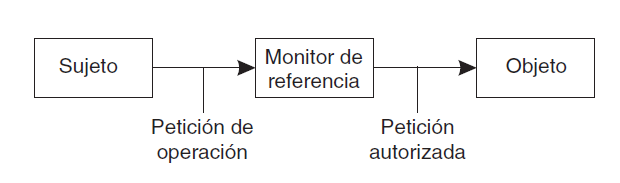 Sujeto
Monitor de
referencia
Objeto
Petición de
operación
Petición
autorizada